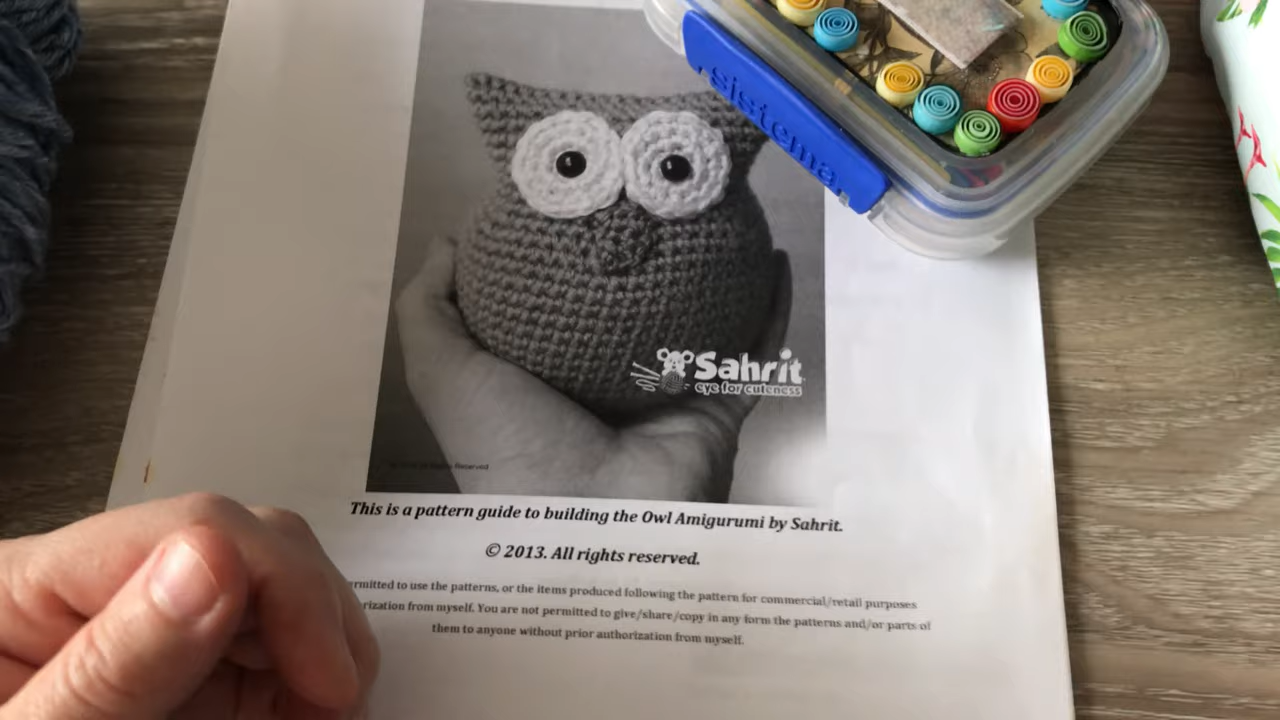 sistema
Sahrit
eye for cuteness
Reserved
This is a pattern guide to building the Owl Amigurumi by Sahrit.
© 2013. All rights reserved.
to use the patterns, or the items produced following the pattern for commercial/retail purposes
from myself. You are not permitted to give/share/copy in any form the patterns and/or parts of
them to anyone without prior authorization from myself.